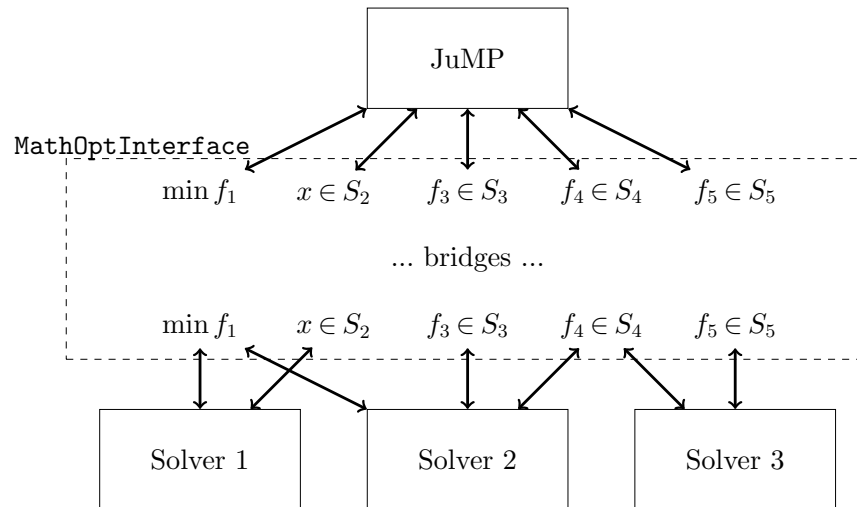 JuMP
MathOptInterface
min f₁ x ∈ S₂ f₃ ∈ S₃ f₄ ∈ S₄ f₅ ∈ S₅
... bridges ...
min f₁ x ∈ S₂ f₃ ∈ S₃ f₄ ∈ S₄ f₅ ∈ S₅
Solver 1 Solver 2 Solver 3